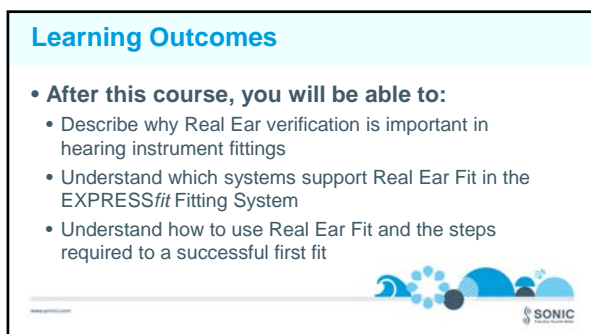 Learning Outcomes
• After this course, you will be able to:
• Describe why Real Ear verification is important in
hearing instrument fittings
• Understand which systems support Real Ear Fit in the
EXPRESSfit Fitting System
• Understand how to use Real Ear Fit and the steps
required to a successful first fit
SONIC